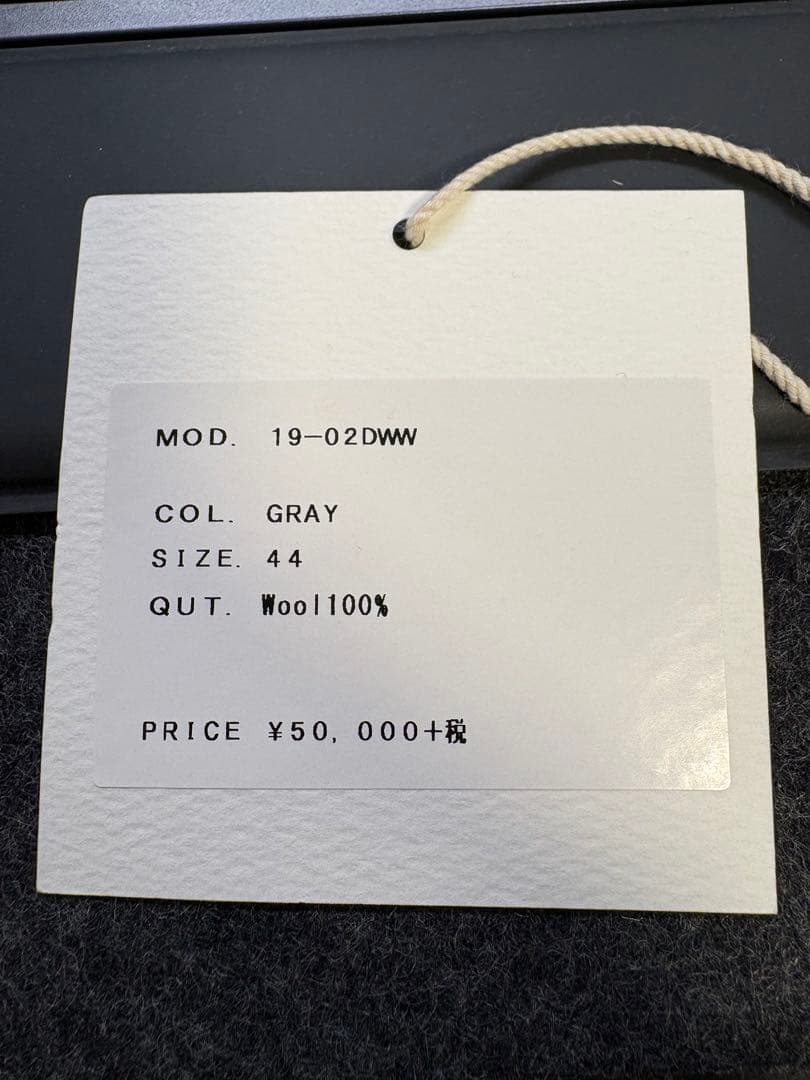 MOD. 19-02DWW
COL. GRAY
SIZE. 44
QUT. Wool100%
PRICE ¥50,000+税